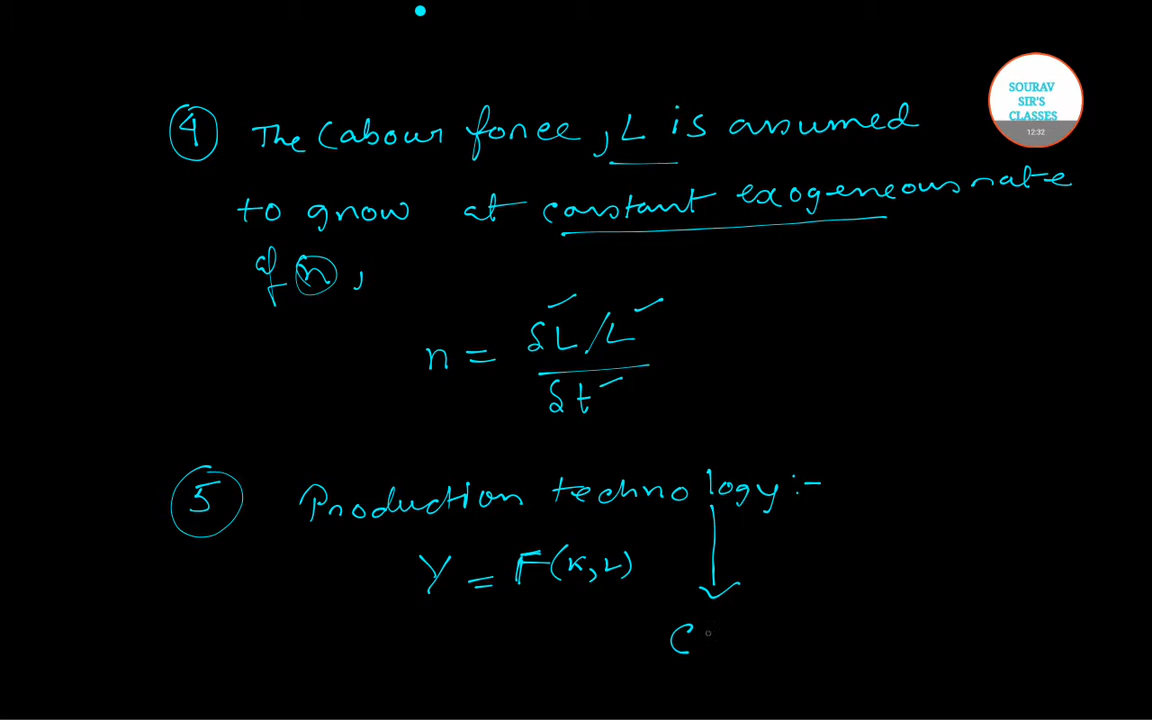 SOURAV
SIR'S
CLASSES
12:32
4 The Labour force, L is assumed
to grow at constant exogeneous rate
of n,
n = δL/L
δt
5 Production technology :-
Y = F(K, L)
C